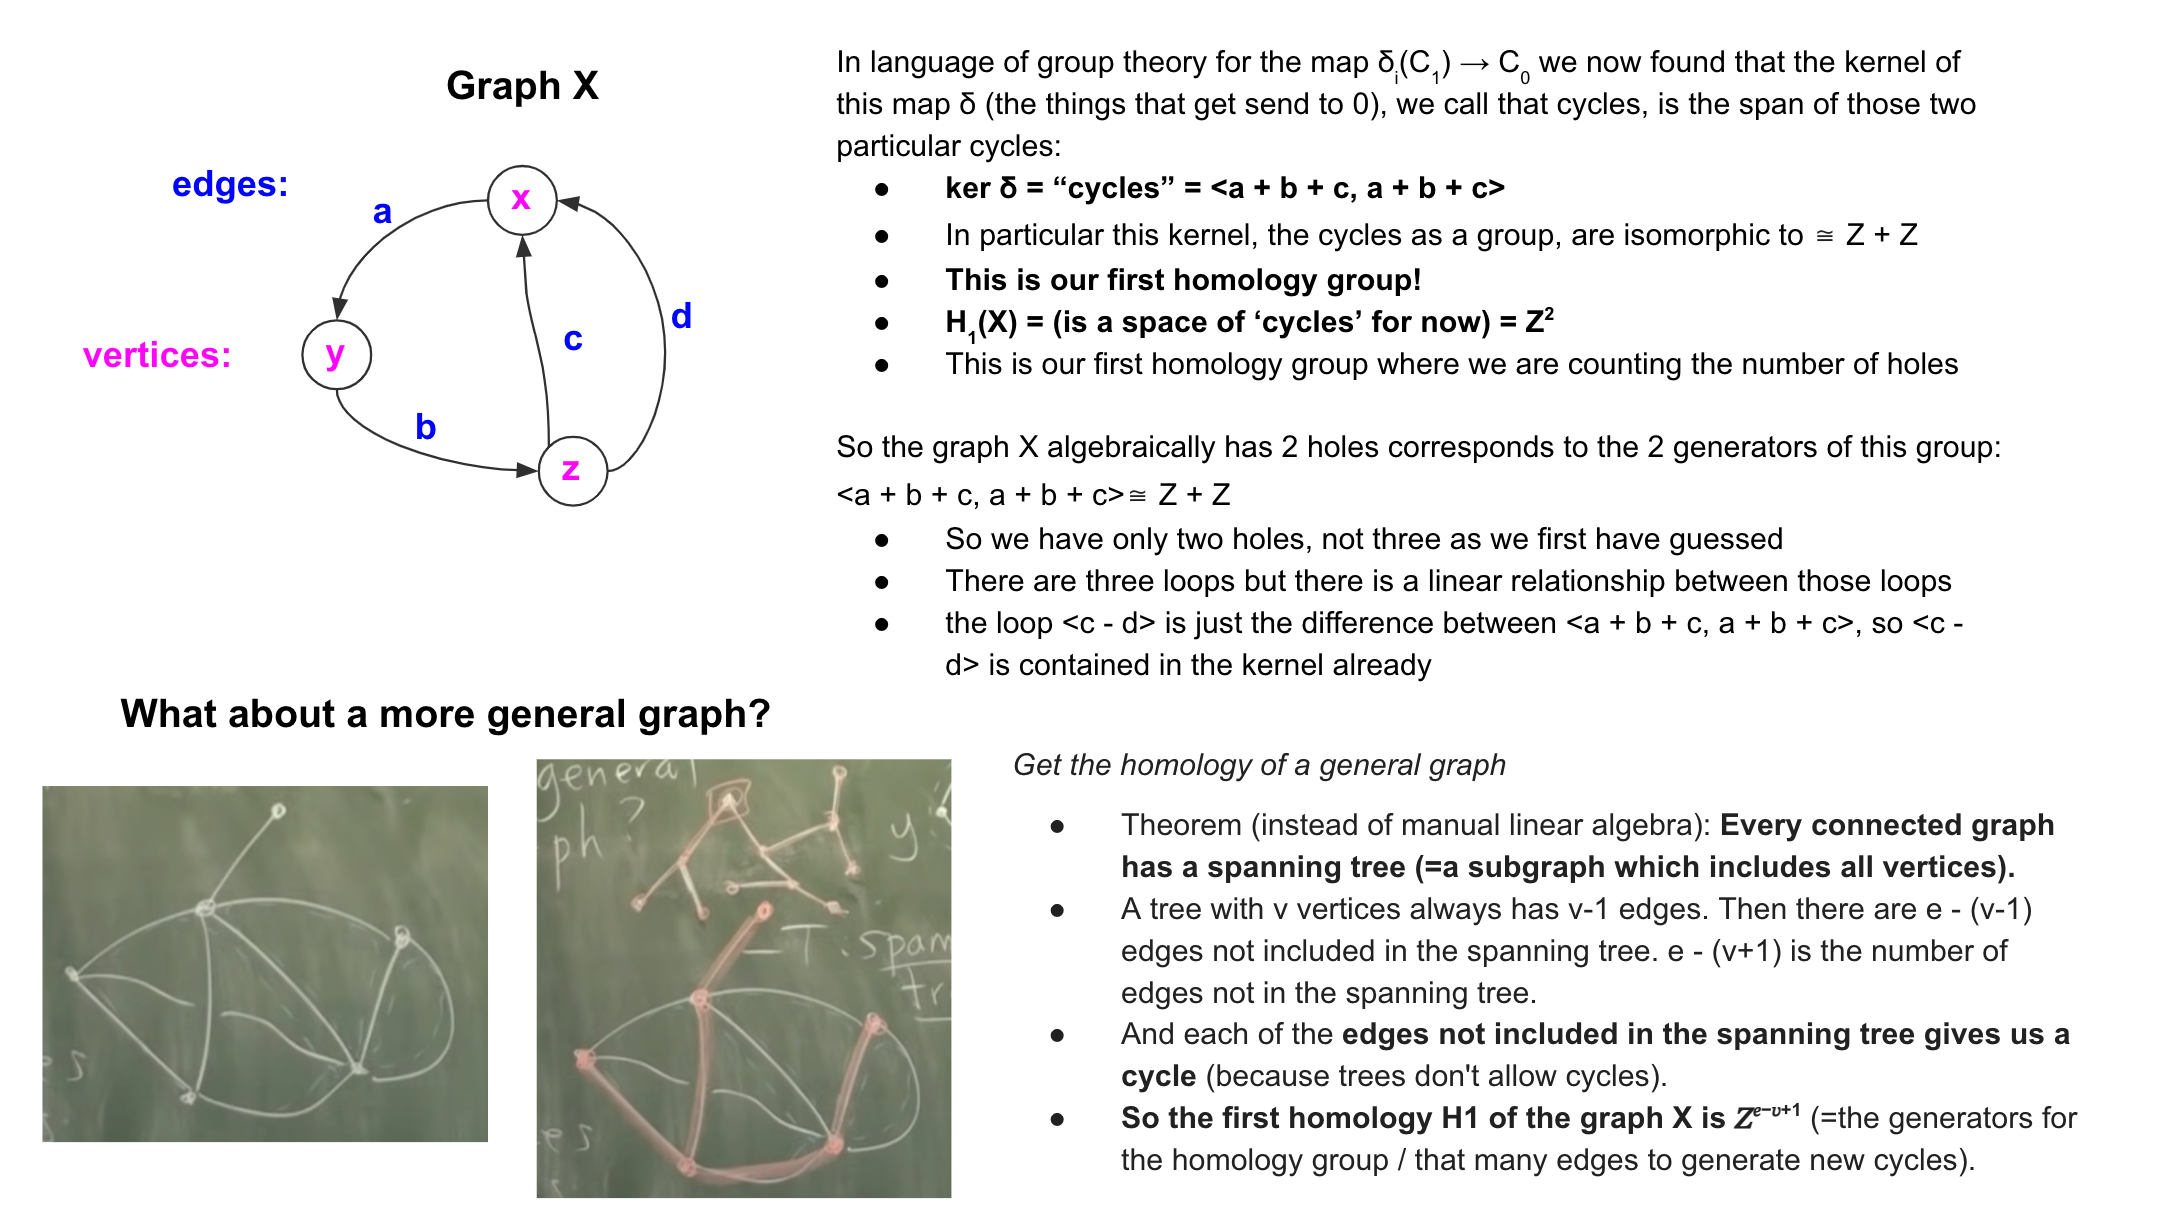 Graph X
edges:
a
x
d
c
vertices:
y
b
z
In language of group theory for the map δi(C1) → C0 we now found that the kernel of
this map δ (the things that get send to 0), we call that cycles, is the span of those two
particular cycles:
● ker δ = “cycles” = <a + b + c, a + b + c>
● In particular this kernel, the cycles as a group, are isomorphic to ≅ Z + Z
● This is our first homology group!
● H1(X) = (is a space of ‘cycles’ for now) = Z²
● This is our first homology group where we are counting the number of holes
So the graph X algebraically has 2 holes corresponds to the 2 generators of this group:
<a + b + c, a + b + c>≅ Z + Z
● So we have only two holes, not three as we first have guessed
● There are three loops but there is a linear relationship between those loops
● the loop <c - d> is just the difference between <a + b + c, a + b + c>, so <c -
d> is contained in the kernel already
What about a more general graph?
general
ph?
y
- T: span
tr
es
s
Get the homology of a general graph
● Theorem (instead of manual linear algebra): Every connected graph
has a spanning tree (=a subgraph which includes all vertices).
● A tree with v vertices always has v-1 edges. Then there are e - (v-1)
edges not included in the spanning tree. e - (v+1) is the number of
edges not in the spanning tree.
● And each of the edges not included in the spanning tree gives us a
cycle (because trees don't allow cycles).
● So the first homology H1 of the graph X is Z^e−v+1 (=the generators for
the homology group / that many edges to generate new cycles).